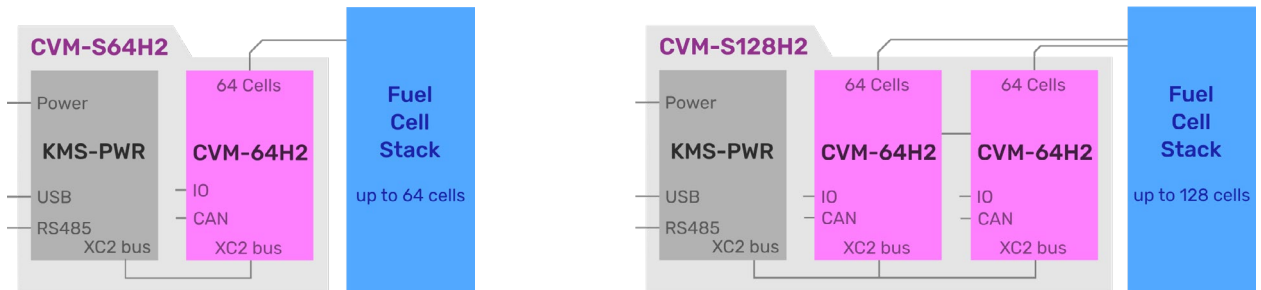 CVM-S64H2
Power
KMS-PWR
USB
RS485
XC2 bus
64 Cells
CVM-64H2
IO
CAN
XC2 bus
Fuel
Cell
Stack
up to 64 cells
CVM-S128H2
Power
KMS-PWR
USB
RS485
XC2 bus
64 Cells
CVM-64H2
IO
CAN
XC2 bus
64 Cells
CVM-64H2
IO
CAN
XC2 bus
Fuel
Cell
Stack
up to 128 cells